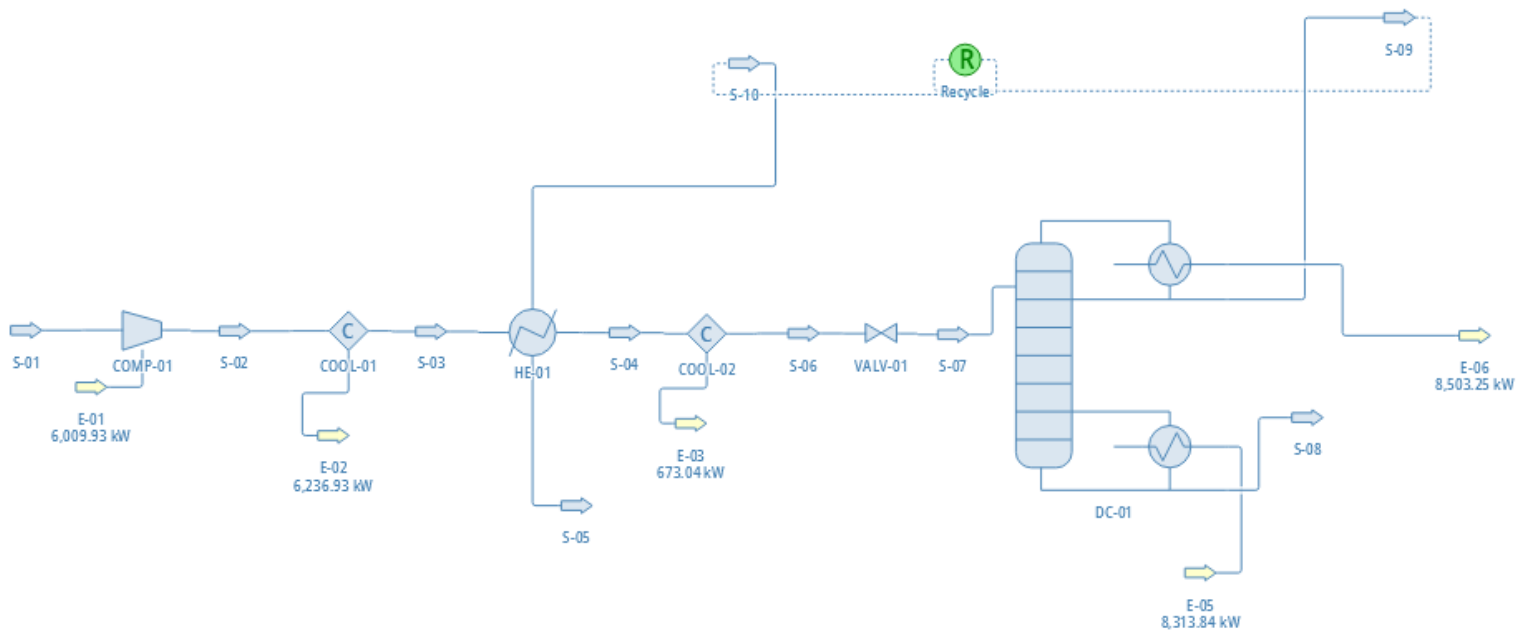 S-09
R
Recycle
S-10
S-01
COMP-01
S-02
C
COOL-01
S-03
HE-01
S-04
C
COOL-02
S-06
VALV-01
S-07
E-06
8,503.25 kW
E-01
6,009.93 kW
E-02
6,236.93 kW
E-03
673.04 kW
S-08
S-05
DC-01
E-05
8,313.84 kW